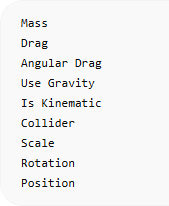 Mass
Drag
Angular Drag
Use Gravity
Is Kinematic
Collider
Scale
Rotation
Position